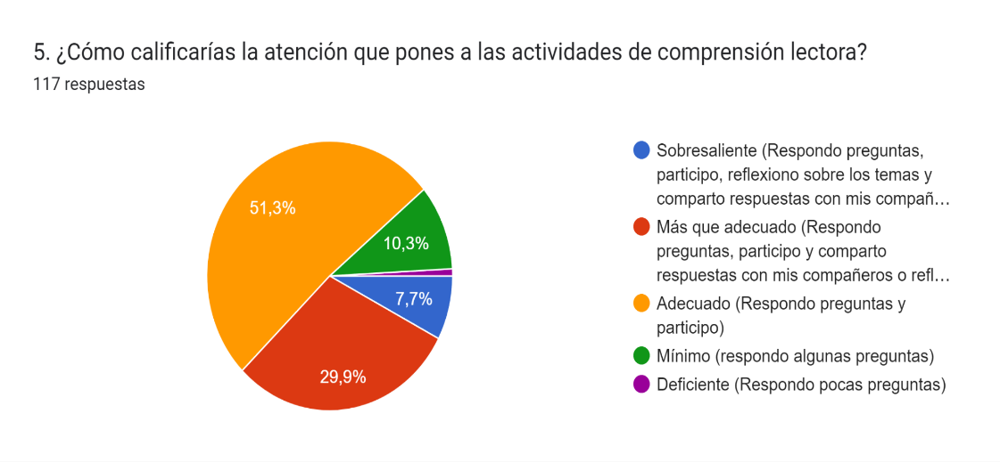 5. ¿Cómo calificarías la atención que pones a las actividades de comprensión lectora?
117 respuestas
51,3%
10,3%
7,7%
29,9%
Sobresaliente (Respondo preguntas,
participo, reflexiono sobre los temas y
comparto respuestas con mis compañ…
Más que adecuado (Respondo
preguntas, participo y comparto
respuestas con mis compañeros o refl…
Adecuado (Respondo preguntas y
participo)
Mínimo (respondo algunas preguntas)
Deficiente (Respondo pocas preguntas)